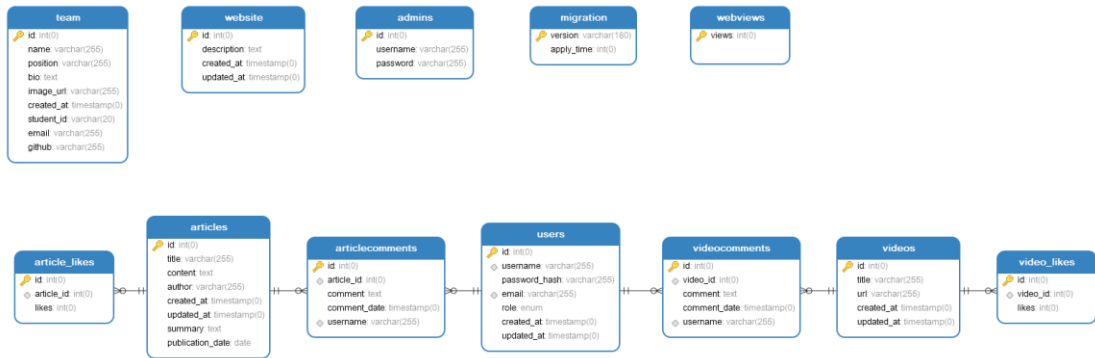 team
id: int(0)
name: varchar(255)
position: varchar(255)
bio: text
image_url: varchar(255)
created_at: timestamp(0)
student_id: varchar(20)
email: varchar(255)
github: varchar(255)
website
id: int(0)
description: text
created_at: timestamp(0)
updated_at: timestamp(0)
admins
id: int(0)
username: varchar(255)
password: varchar(255)
migration
version: varchar(180)
apply_time: int(0)
webviews
views: int(0)
article_likes
id: int(0)
article_id: int(0)
likes: int(0)
articles
id: int(0)
title: varchar(255)
content: text
author: varchar(255)
created_at: timestamp(0)
updated_at: timestamp(0)
summary: text
publication_date: date
articlecomments
id: int(0)
article_id: int(0)
comment: text
comment_date: timestamp(0)
username: varchar(255)
users
id: int(0)
username: varchar(255)
password_hash: varchar(255)
email: varchar(255)
role: enum
created_at: timestamp(0)
updated_at: timestamp(0)
videocomments
id: int(0)
video_id: int(0)
comment: text
comment_date: timestamp(0)
username: varchar(255)
videos
id: int(0)
title: varchar(255)
url: varchar(255)
created_at: timestamp(0)
updated_at: timestamp(0)
video_likes
id: int(0)
video_id: int(0)
likes: int(0)